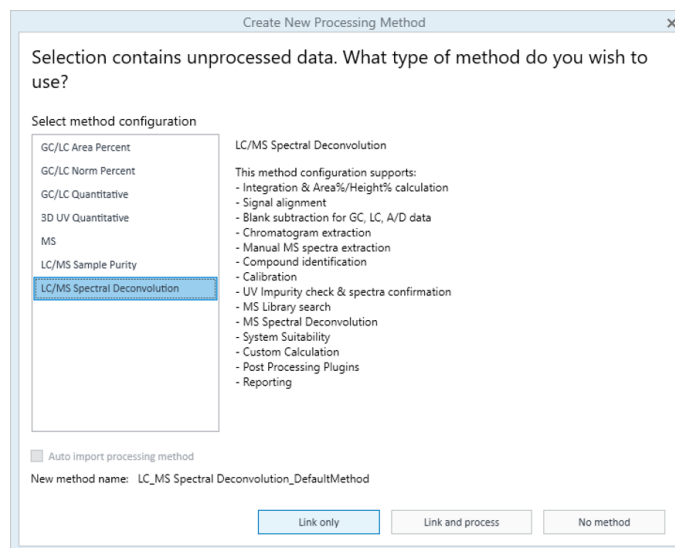 Create New Processing Method
Selection contains unprocessed data. What type of method do you wish to
use?
Select method configuration
GC/LC Area Percent
GC/LC Norm Percent
GC/LC Quantitative
3D UV Quantitative
MS
LC/MS Sample Purity
LC/MS Spectral Deconvolution
LC/MS Spectral Deconvolution
This method configuration supports:
- Integration & Area%/Height% calculation
- Signal alignment
- Blank subtraction for GC, LC, A/D data
- Chromatogram extraction
- Manual MS spectra extraction
- Compound identification
- Calibration
- UV Impurity check & spectra confirmation
- MS Library search
- MS Spectral Deconvolution
- System Suitability
- Custom Calculation
- Post Processing Plugins
- Reporting
Auto import processing method
New method name: LC_MS Spectral Deconvolution_DefaultMethod
Link only
Link and process
No method